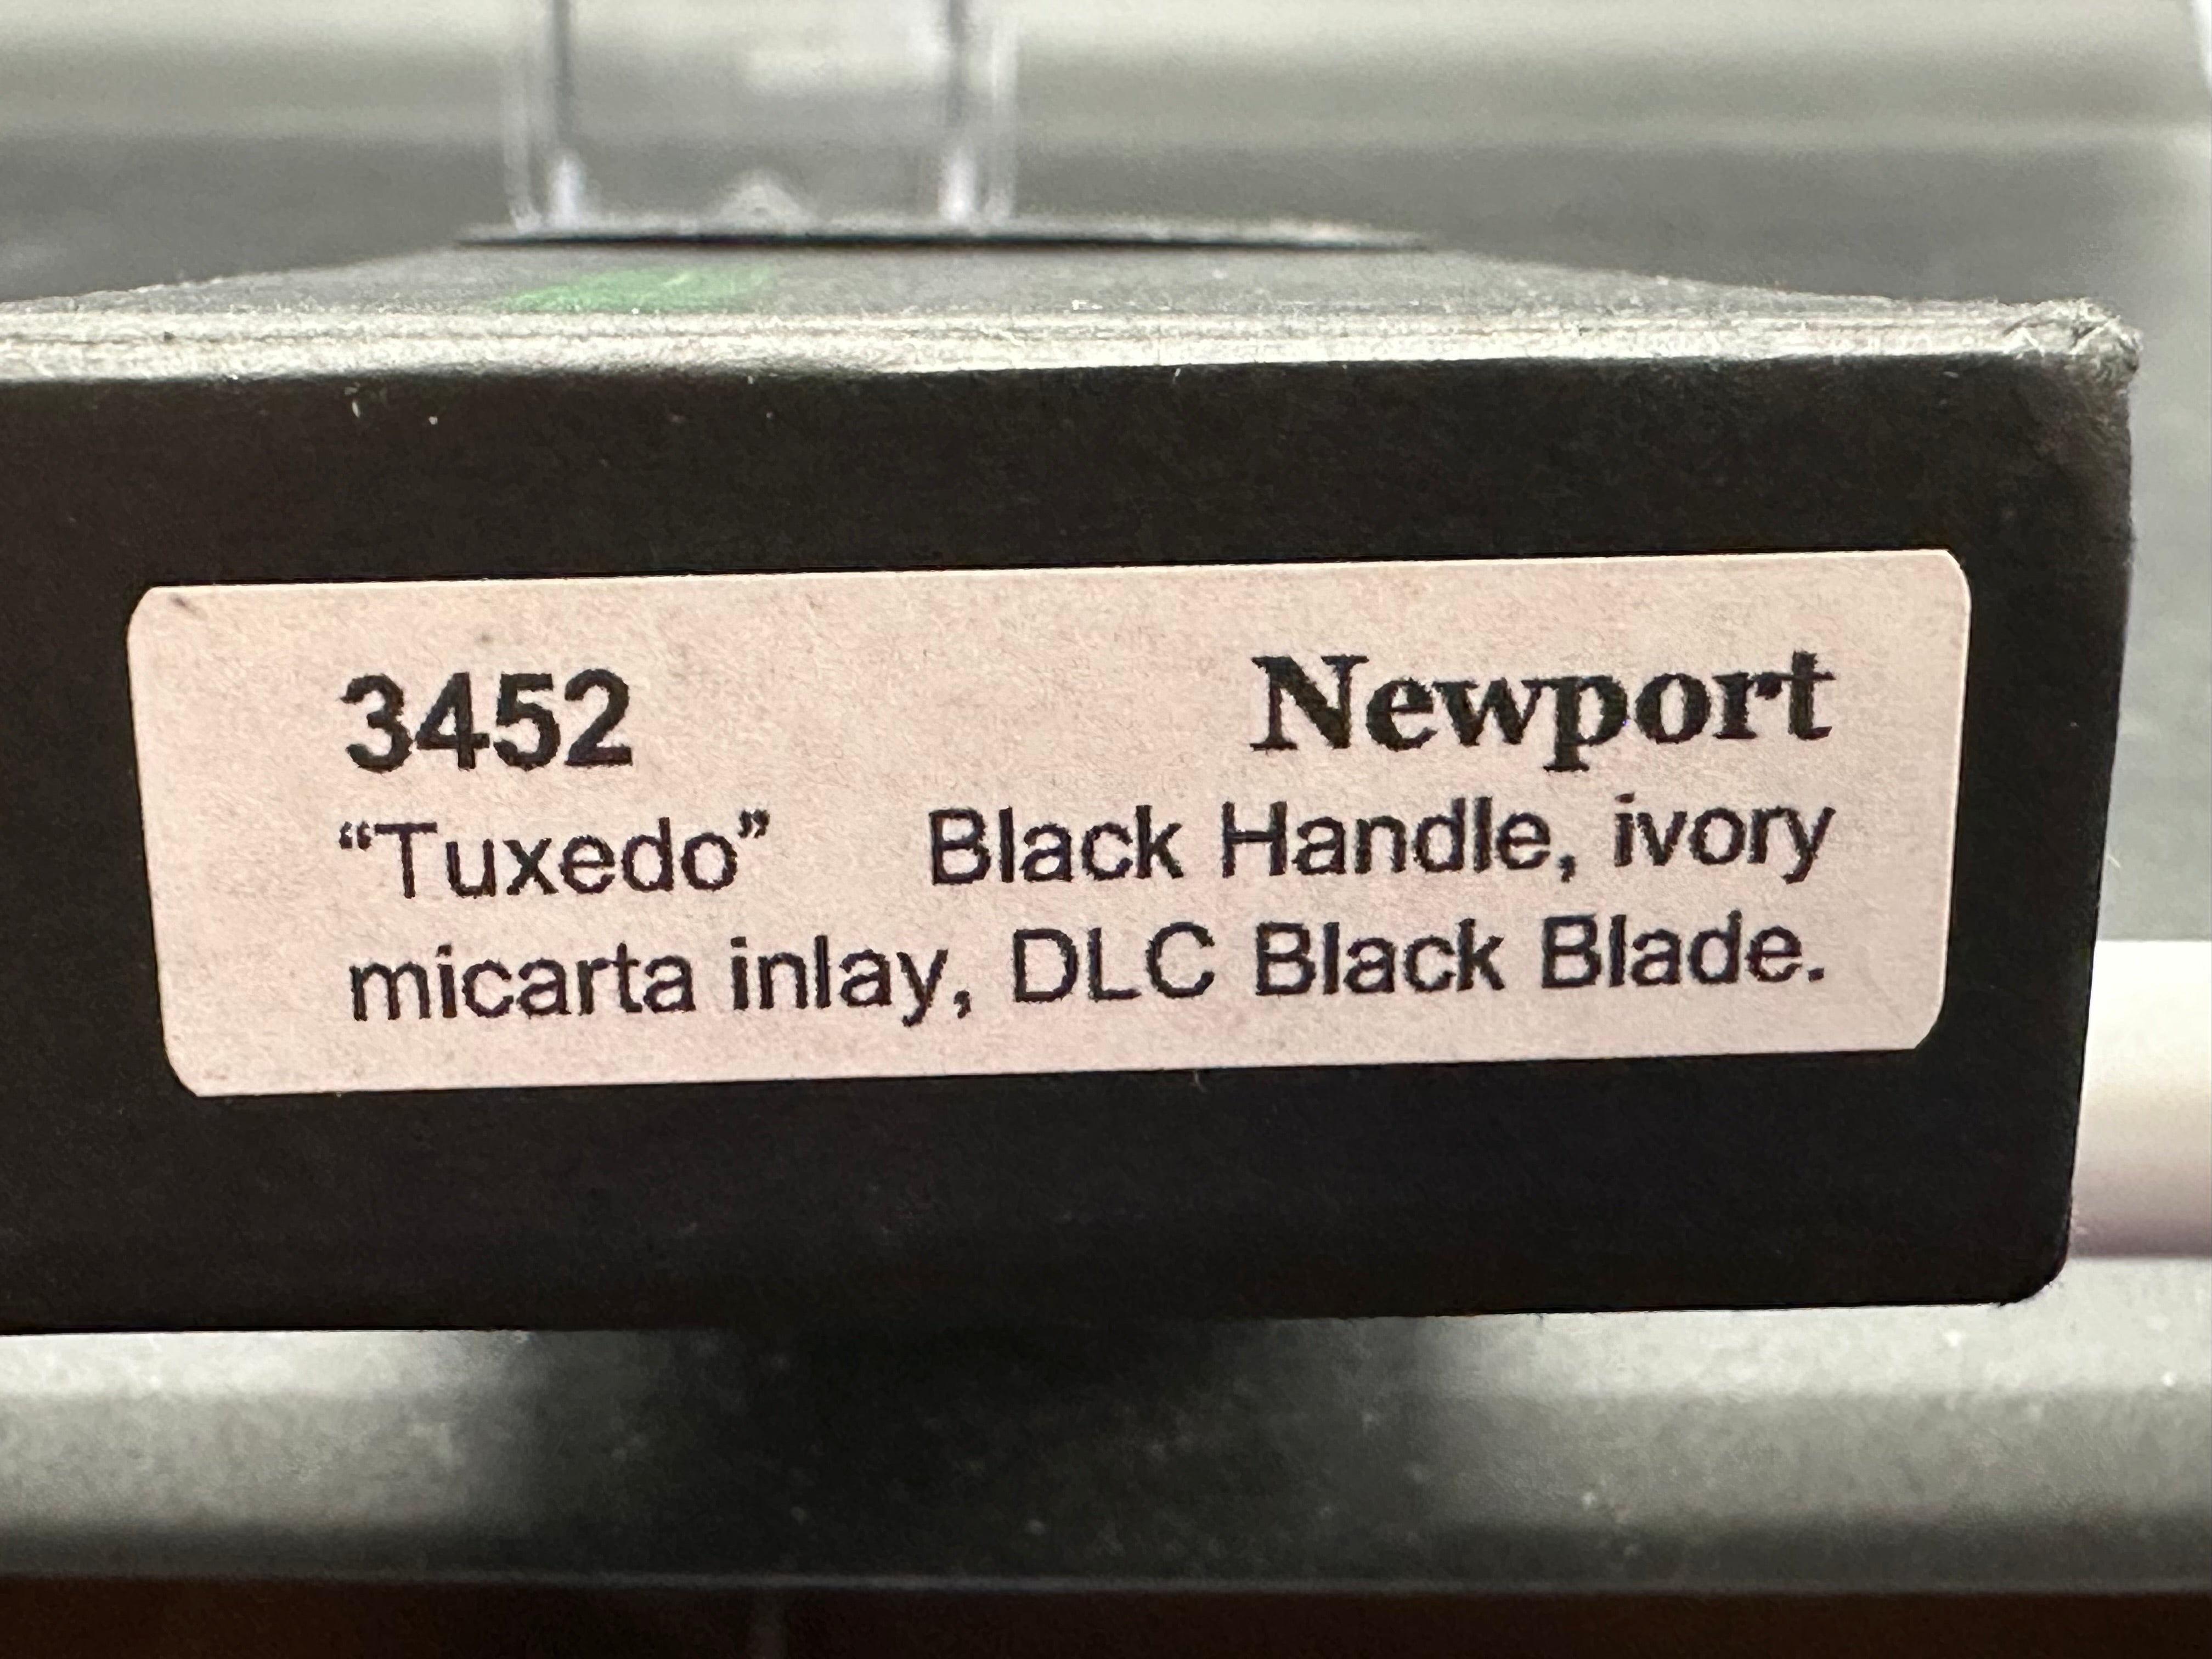 3452 Newport
“Tuxedo” Black Handle, ivory
micarta inlay, DLC Black Blade.